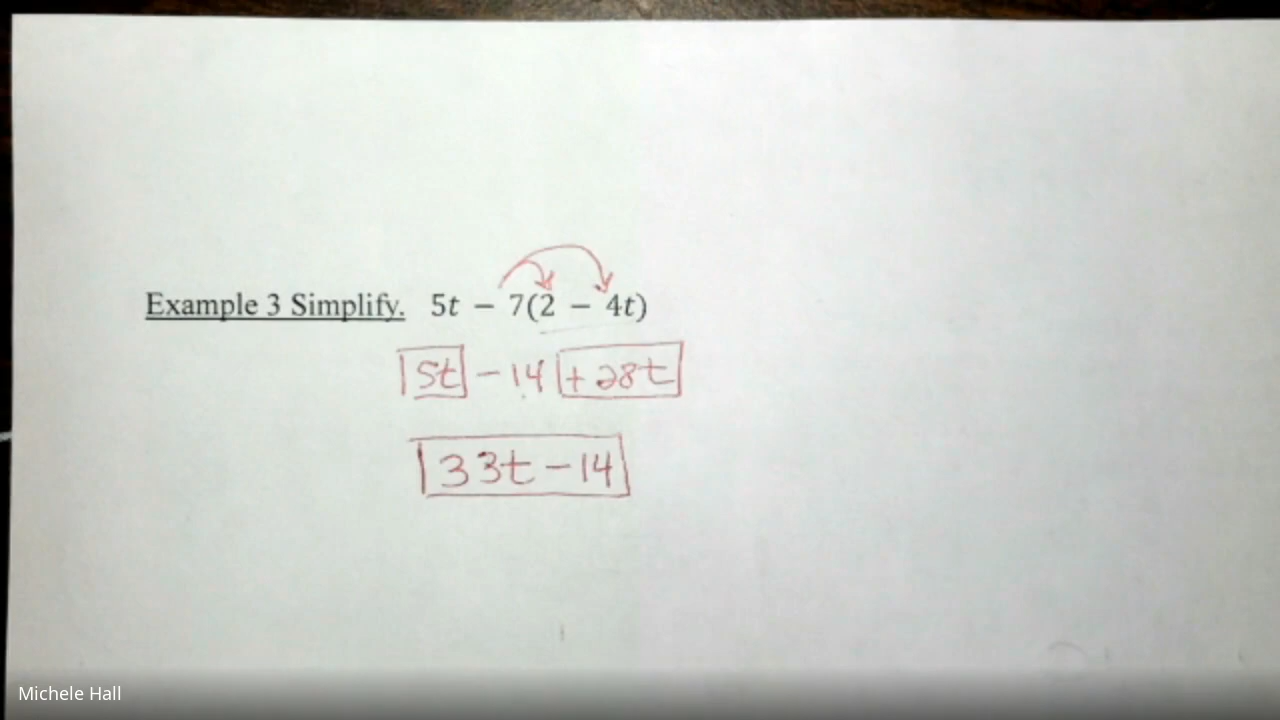 Example 3 Simplify. 5t − 7(2 − 4t)
5t - 14 + 28t
33t - 14
Michele Hall